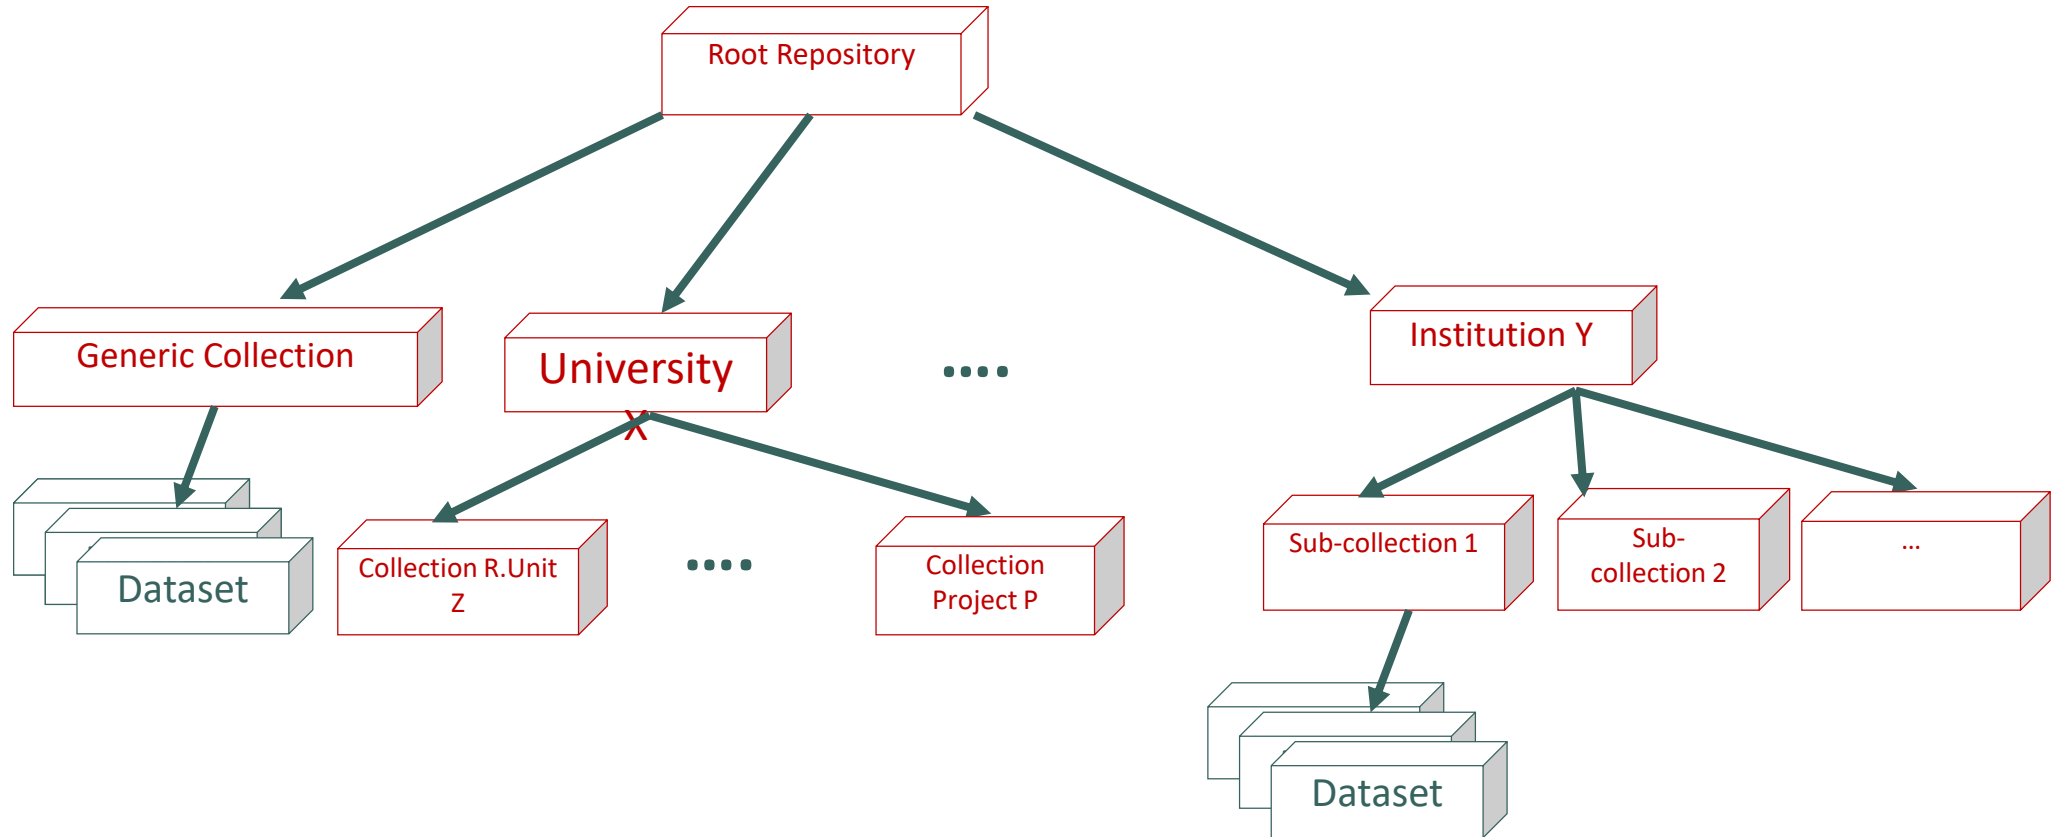 Root Repository
Generic Collection
University
X
....
Institution Y
Dataset
Collection R.Unit
Z
....
Collection
Project P
Sub-collection 1
Sub-
collection 2
...
Dataset